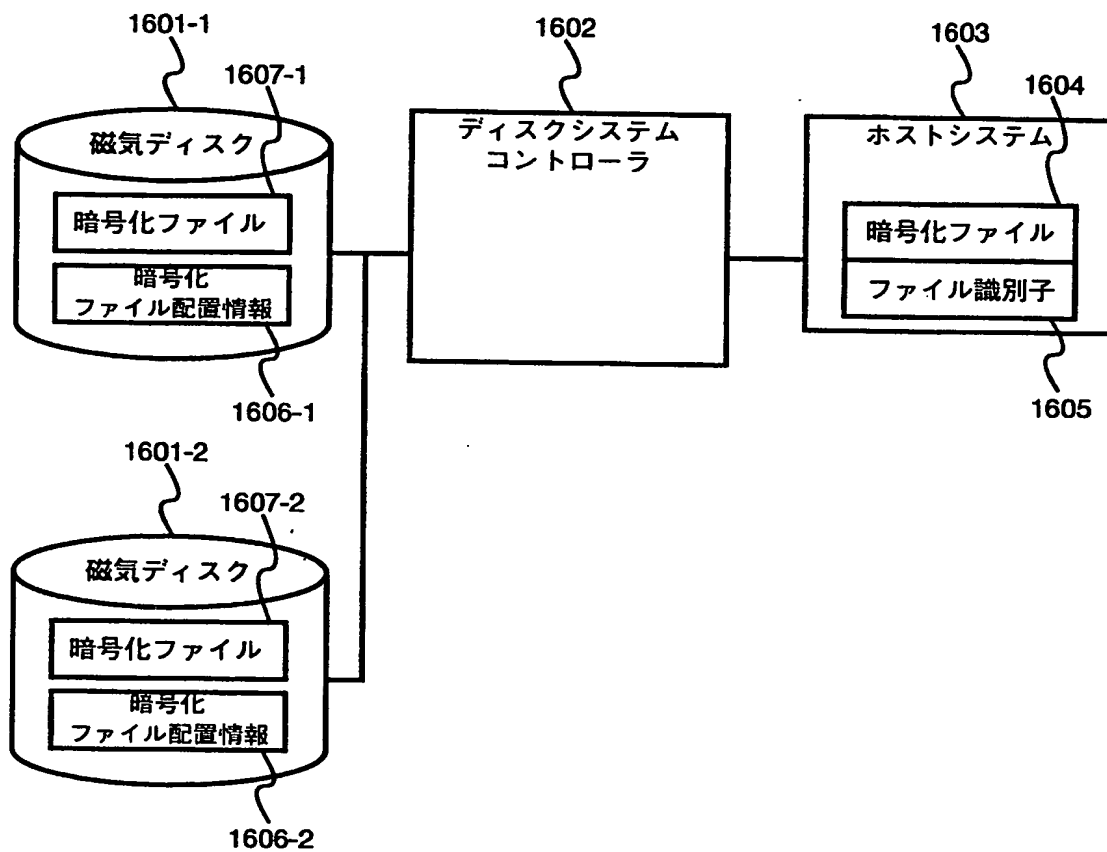 1601-1
1607-1
磁気ディスク
暗号化ファイル
暗号化
ファイル配置情報
1606-1
1602
ディスクシステム
コントローラ
1603
1604
ホストシステム
暗号化ファイル
ファイル識別子
1605
1601-2
1607-2
磁気ディスク
暗号化ファイル
暗号化
ファイル配置情報
1606-2